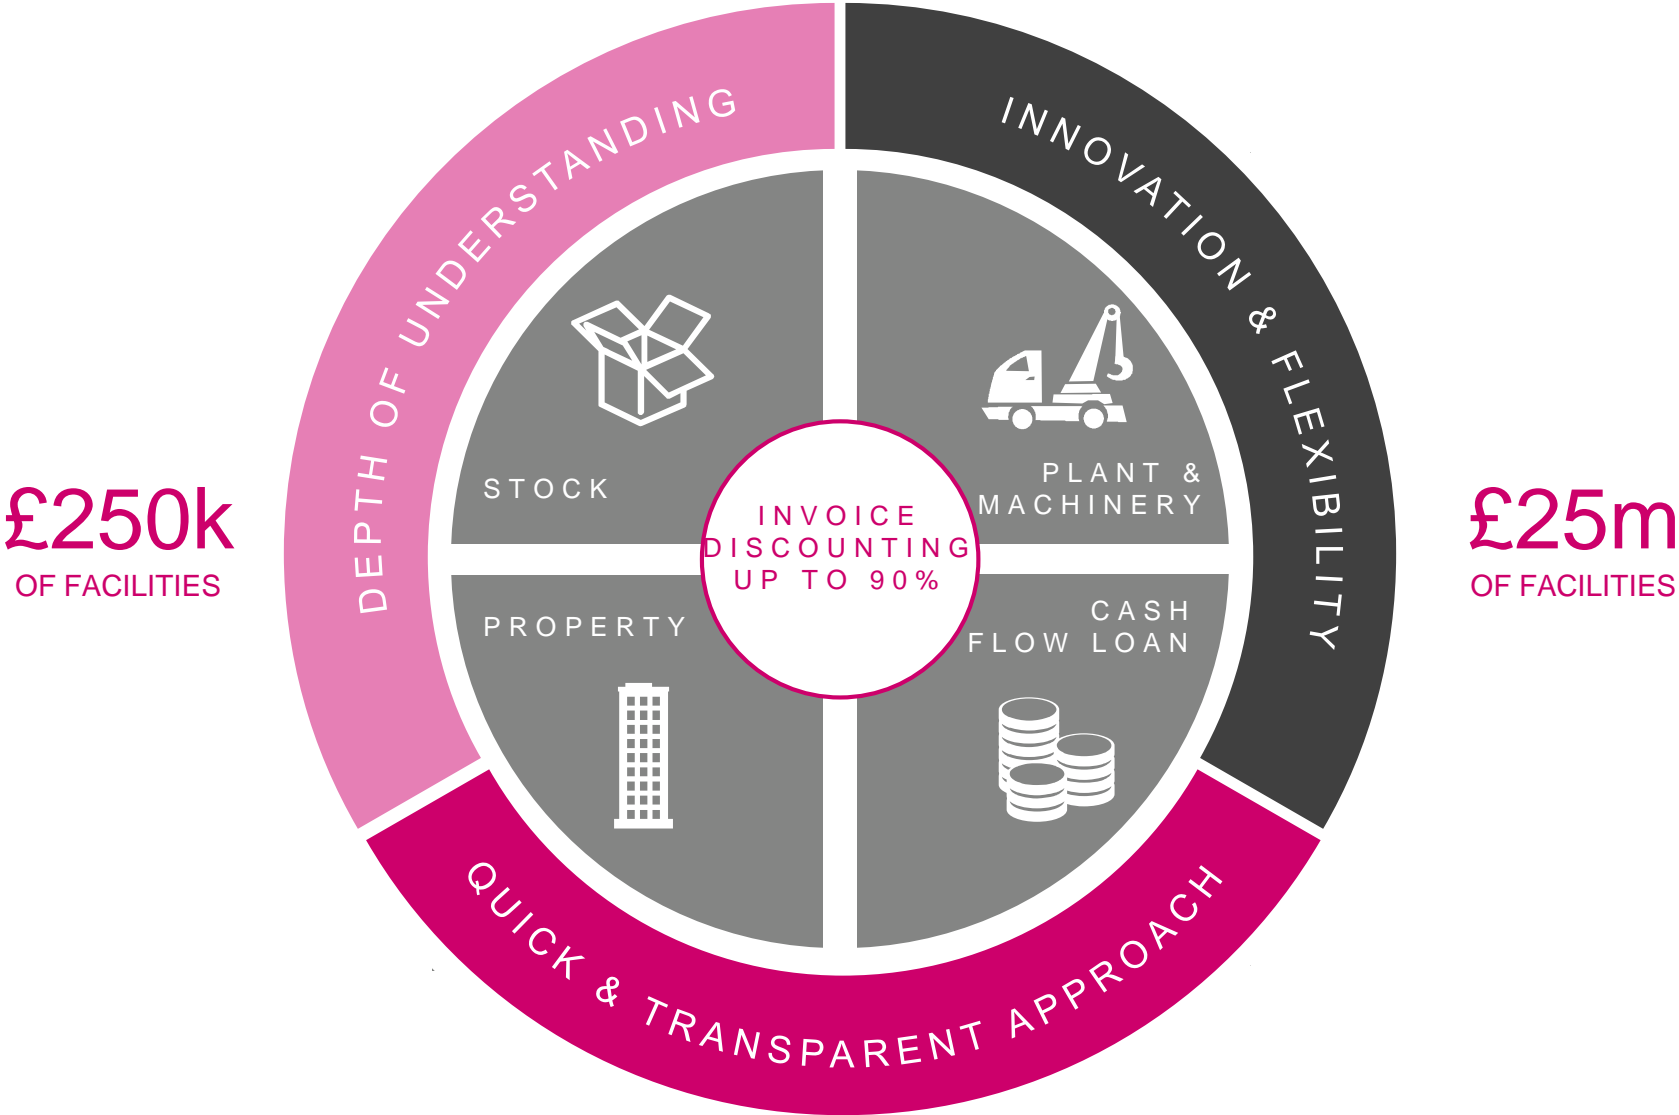 DEPTH OF UNDERSTANDING
INNOVATION & FLEXIBILITY
STOCK
PLANT &
MACHINERY
£250k
OF FACILITIES
INVOICE
DISCOUNTING
UP TO 90%
£25m
OF FACILITIES
PROPERTY
CASH
FLOW LOAN
QUICK & TRANSPARENT APPROACH